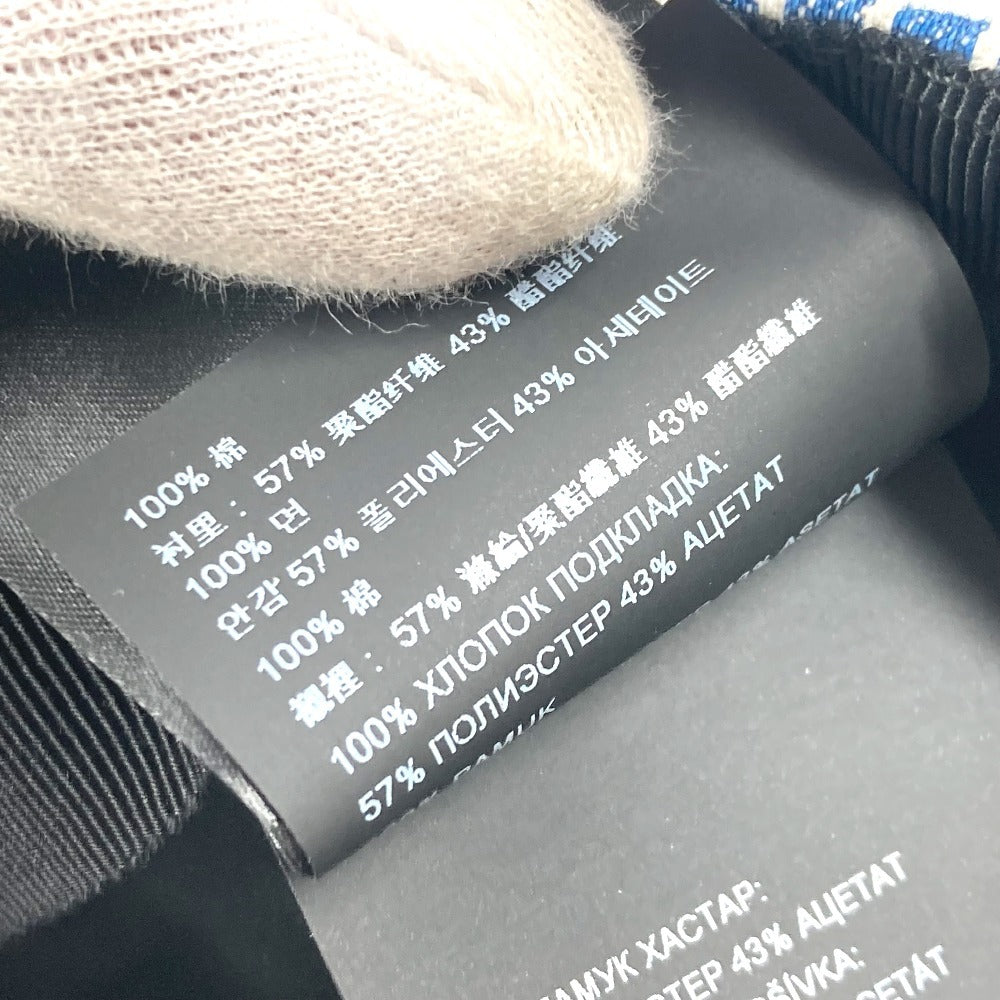 100% 棉
衬里： 57% 聚酯纤维 43% 醋酯纤维
100% 면
안감 57% 폴리에스터 43% 아세테이트
100% 棉
襯裡： 57% 滌綸/聚酯纖維 43% 醋酯纖維
100% ХЛОПОК ПОДКЛАДКА:
57% ПОЛИЭСТЕР 43% АЦЕТАТ
ASETAT
ПАМУК ХАСТАР:
43% АЦЕТАТ